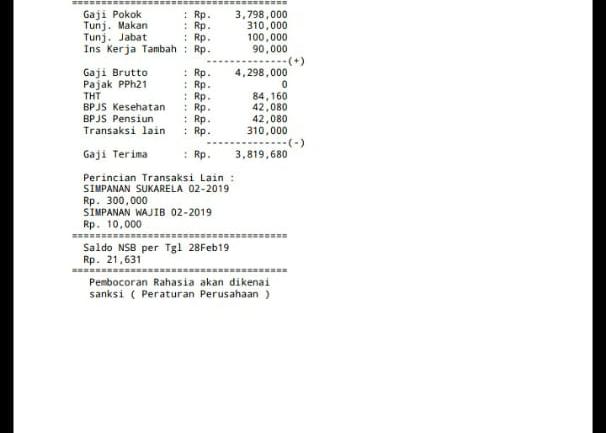 =====================================
Gaji Pokok : Rp. 3,798,000
Tunj. Makan : Rp. 310,000
Tunj. Jabat : Rp. 100,000
Ins Kerja Tambah : Rp. 90,000
--------------(+)
Gaji Brutto : Rp. 4,298,000
Pajak PPh21 : Rp. 0
THT : Rp. 84,160
BPJS Kesehatan : Rp. 42,080
BPJS Pensiun : Rp. 42,080
Transaksi lain : Rp. 310,000
--------------(-)
Gaji Terima : Rp. 3,819,680
Perincian Transaksi Lain :
SIMPANAN SUKARELA 02-2019
Rp. 300,000
SIMPANAN WAJIB 02-2019
Rp. 10,000
=====================================
Saldo NSB per Tgl 28Feb19
Rp. 21,631
=====================================
Pembocoran Rahasia akan dikenai
sanksi ( Peraturan Perusahaan )